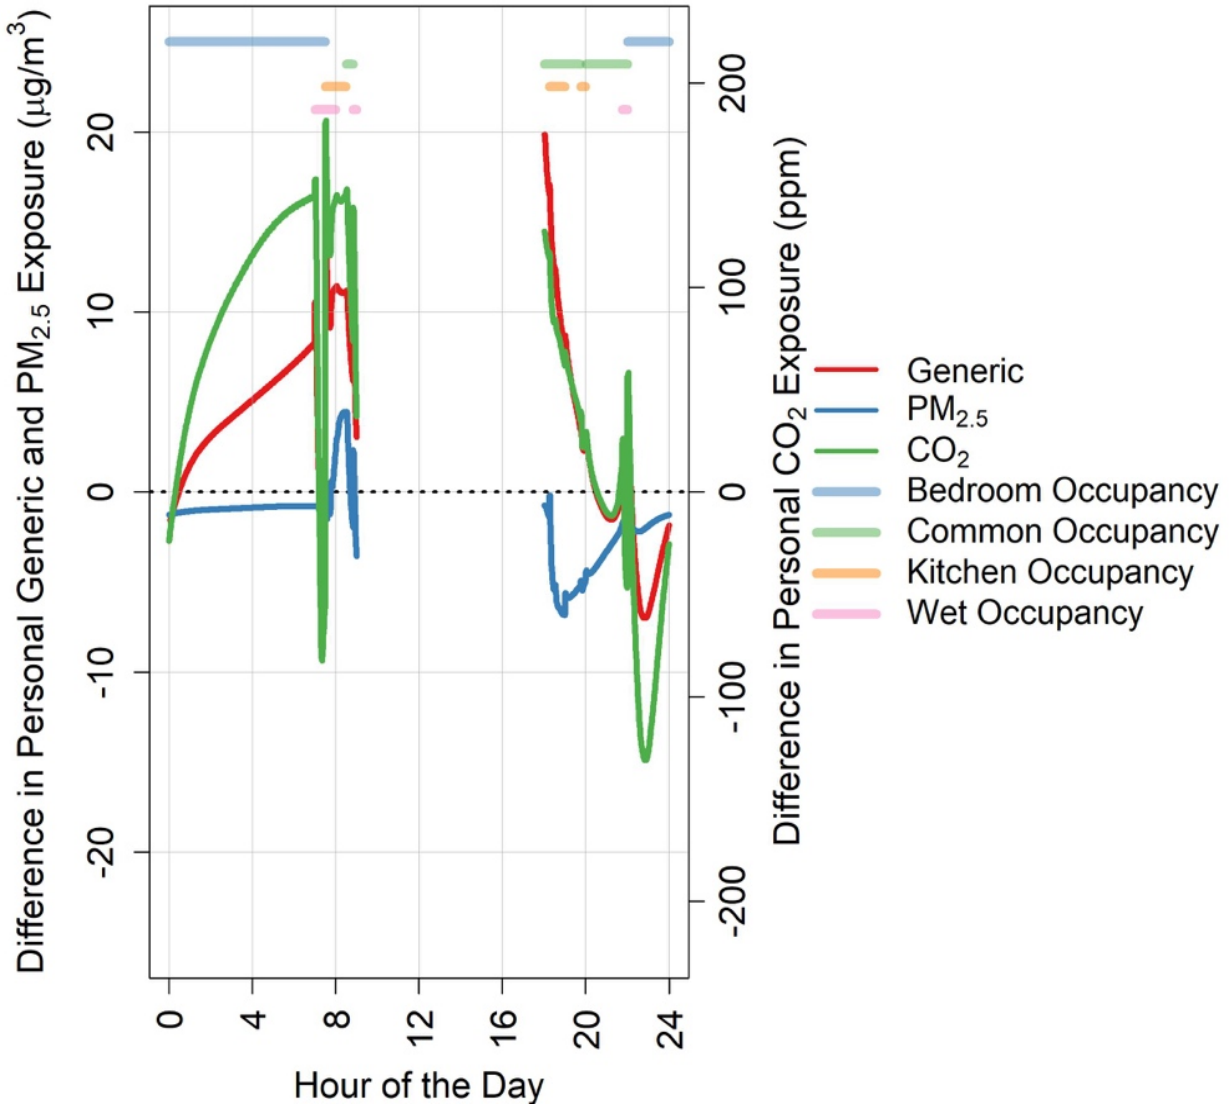 Difference in Personal Generic and PM2.5 Exposure (µg/m³)
20
10
0
-10
-20
200
100
0
-100
-200
Difference in Personal CO2 Exposure (ppm)
0 4 8 12 16 20 24
Hour of the Day
Generic
PM2.5
CO2
Bedroom Occupancy
Common Occupancy
Kitchen Occupancy
Wet Occupancy